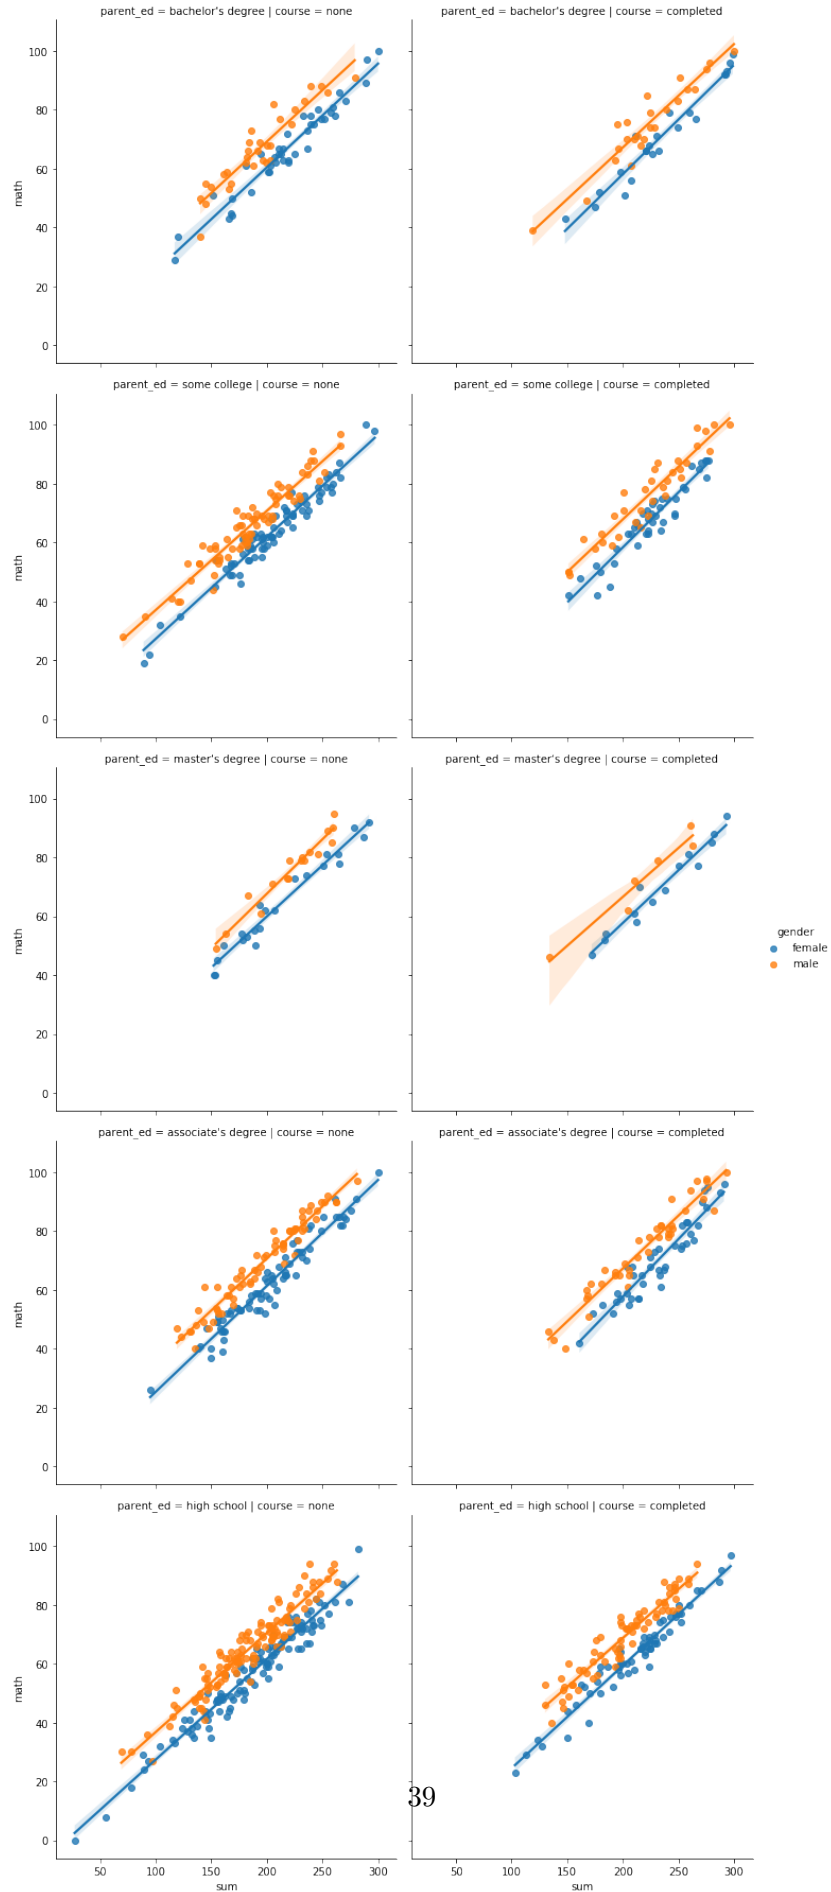 parent_ed = bachelor's degree | course = none
parent_ed = bachelor's degree | course = completed
100
80
60
40
20
0
math
parent_ed = some college | course = none
parent_ed = some college | course = completed
100
80
60
40
20
0
math
parent_ed = master's degree | course = none
parent_ed = master's degree | course = completed
100
80
60
40
20
0
math
gender
female
male
parent_ed = associate's degree | course = none
parent_ed = associate's degree | course = completed
100
80
60
40
20
0
math
parent_ed = high school | course = none
parent_ed = high school | course = completed
100
80
60
40
20
0
math
39
50 100 150 200 250 300
sum
50 100 150 200 250 300
sum